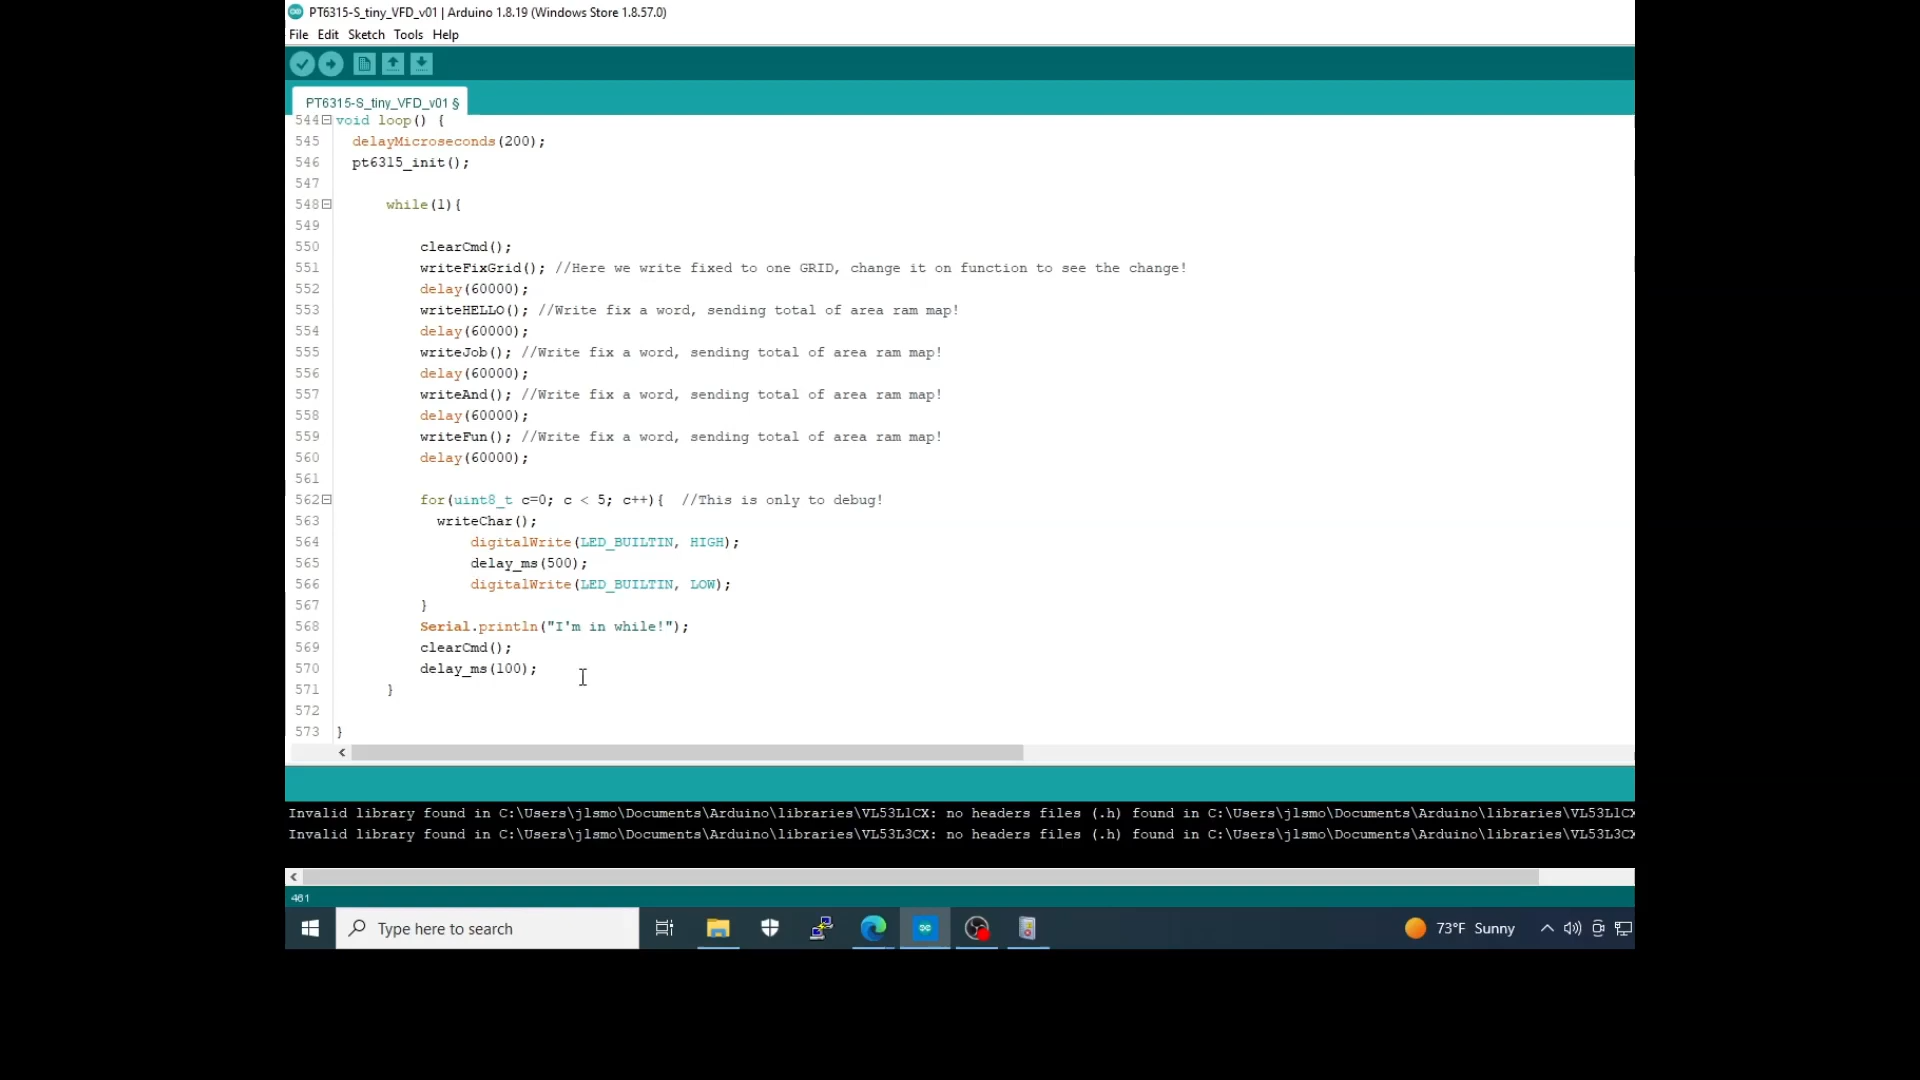 PT6315-S_tiny_VFD_v01 | Arduino 1.8.19 (Windows Store 1.8.57.0)
File Edit Sketch Tools Help
PT6315-S_tiny_VFD_v01 §
544 void loop() {
545 delayMicroseconds(200);
546 pt6315_init();
547
548 while(1){
549
550 clearCmd();
551 writeFixGrid(); //Here we write fixed to one GRID, change it on function to see the change!
552 delay(60000);
553 writeHELLO(); //Write fix a word, sending total of area ram map!
554 delay(60000);
555 writeJob(); //Write fix a word, sending total of area ram map!
556 delay(60000);
557 writeAnd(); //Write fix a word, sending total of area ram map!
558 delay(60000);
559 writeFun(); //Write fix a word, sending total of area ram map!
560 delay(60000);
561
562 for(uint8_t c=0; c < 5; c++){ //This is only to debug!
563 writeChar();
564 digitalWrite(LED_BUILTIN, HIGH);
565 delay_ms(500);
566 digitalWrite(LED_BUILTIN, LOW);
567 }
568 Serial.println("I'm in while!");
569 clearCmd();
570 delay_ms(100);
571 }
572
573 }
Invalid library found in C:\Users\jlsmo\Documents\Arduino\libraries\VL53L1CX: no headers files (.h) found in C:\Users\jlsmo\Documents\Arduino\libraries\VL53L1CX
Invalid library found in C:\Users\jlsmo\Documents\Arduino\libraries\VL53L3CX: no headers files (.h) found in C:\Users\jlsmo\Documents\Arduino\libraries\VL53L3CX
461
Type here to search
73°F Sunny